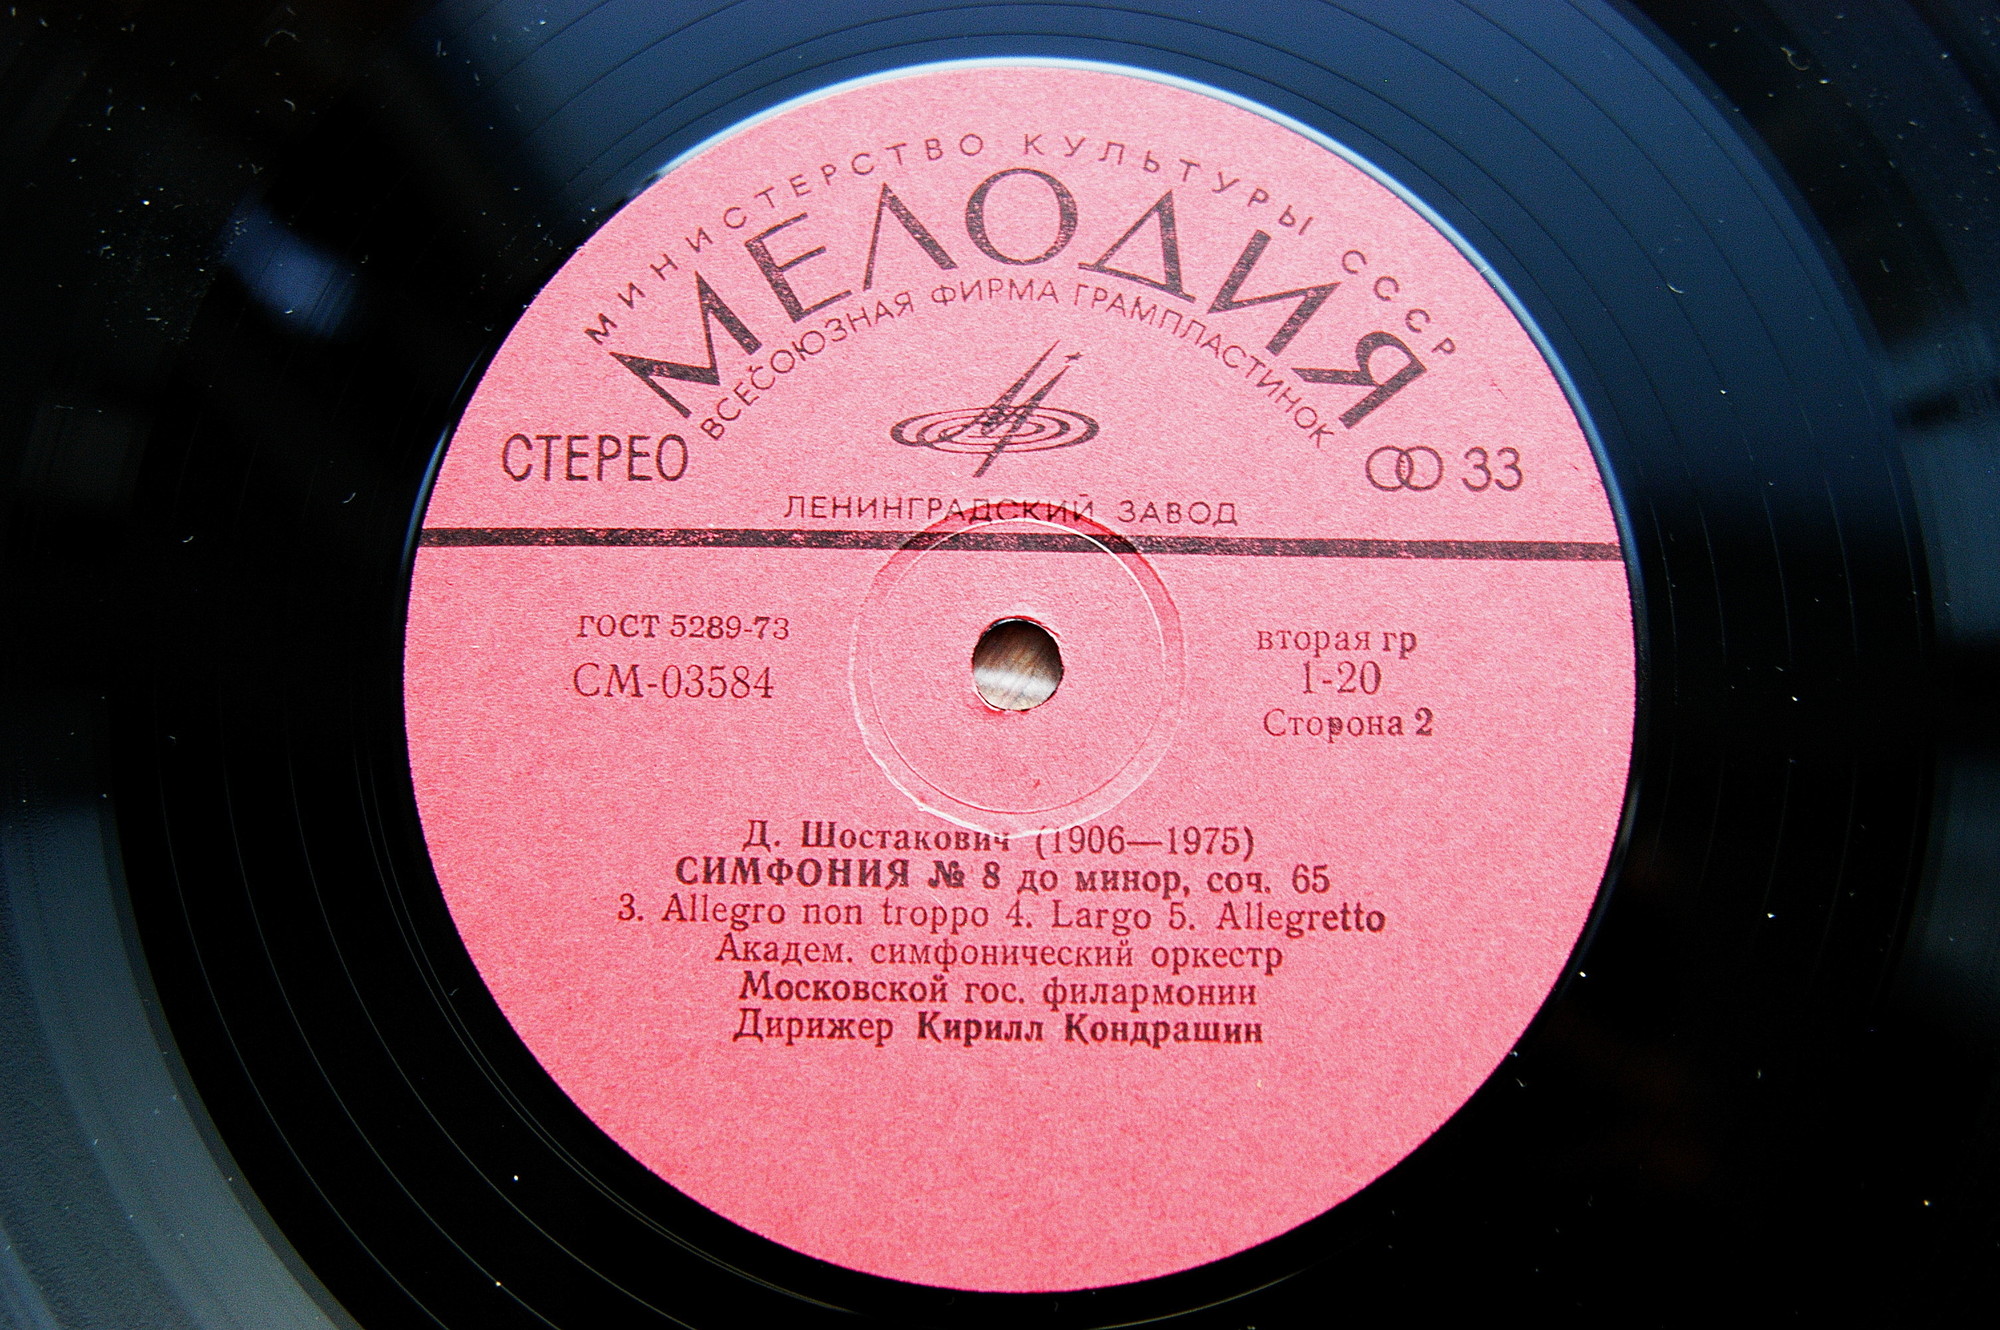 МИНИСТЕРСТВО КУЛЬТУРЫ СССР
МЕЛОДИЯ
ВСЕСОЮЗНАЯ ФИРМА ГРАМПЛАСТИНОК
СТЕРЕО
33
ЛЕНИНГРАДСКИЙ ЗАВОД
ГОСТ 5289-73
СМ-03584
вторая гр
1-20
Сторона 2
Д. Шостакович (1906—1975)
СИМФОНИЯ № 8 до минор, соч. 65
3. Allegro non troppo 4. Largo 5. Allegretto
Академ. симфонический оркестр
Московской гос. филармонии
Дирижер Кирилл Кондрашин